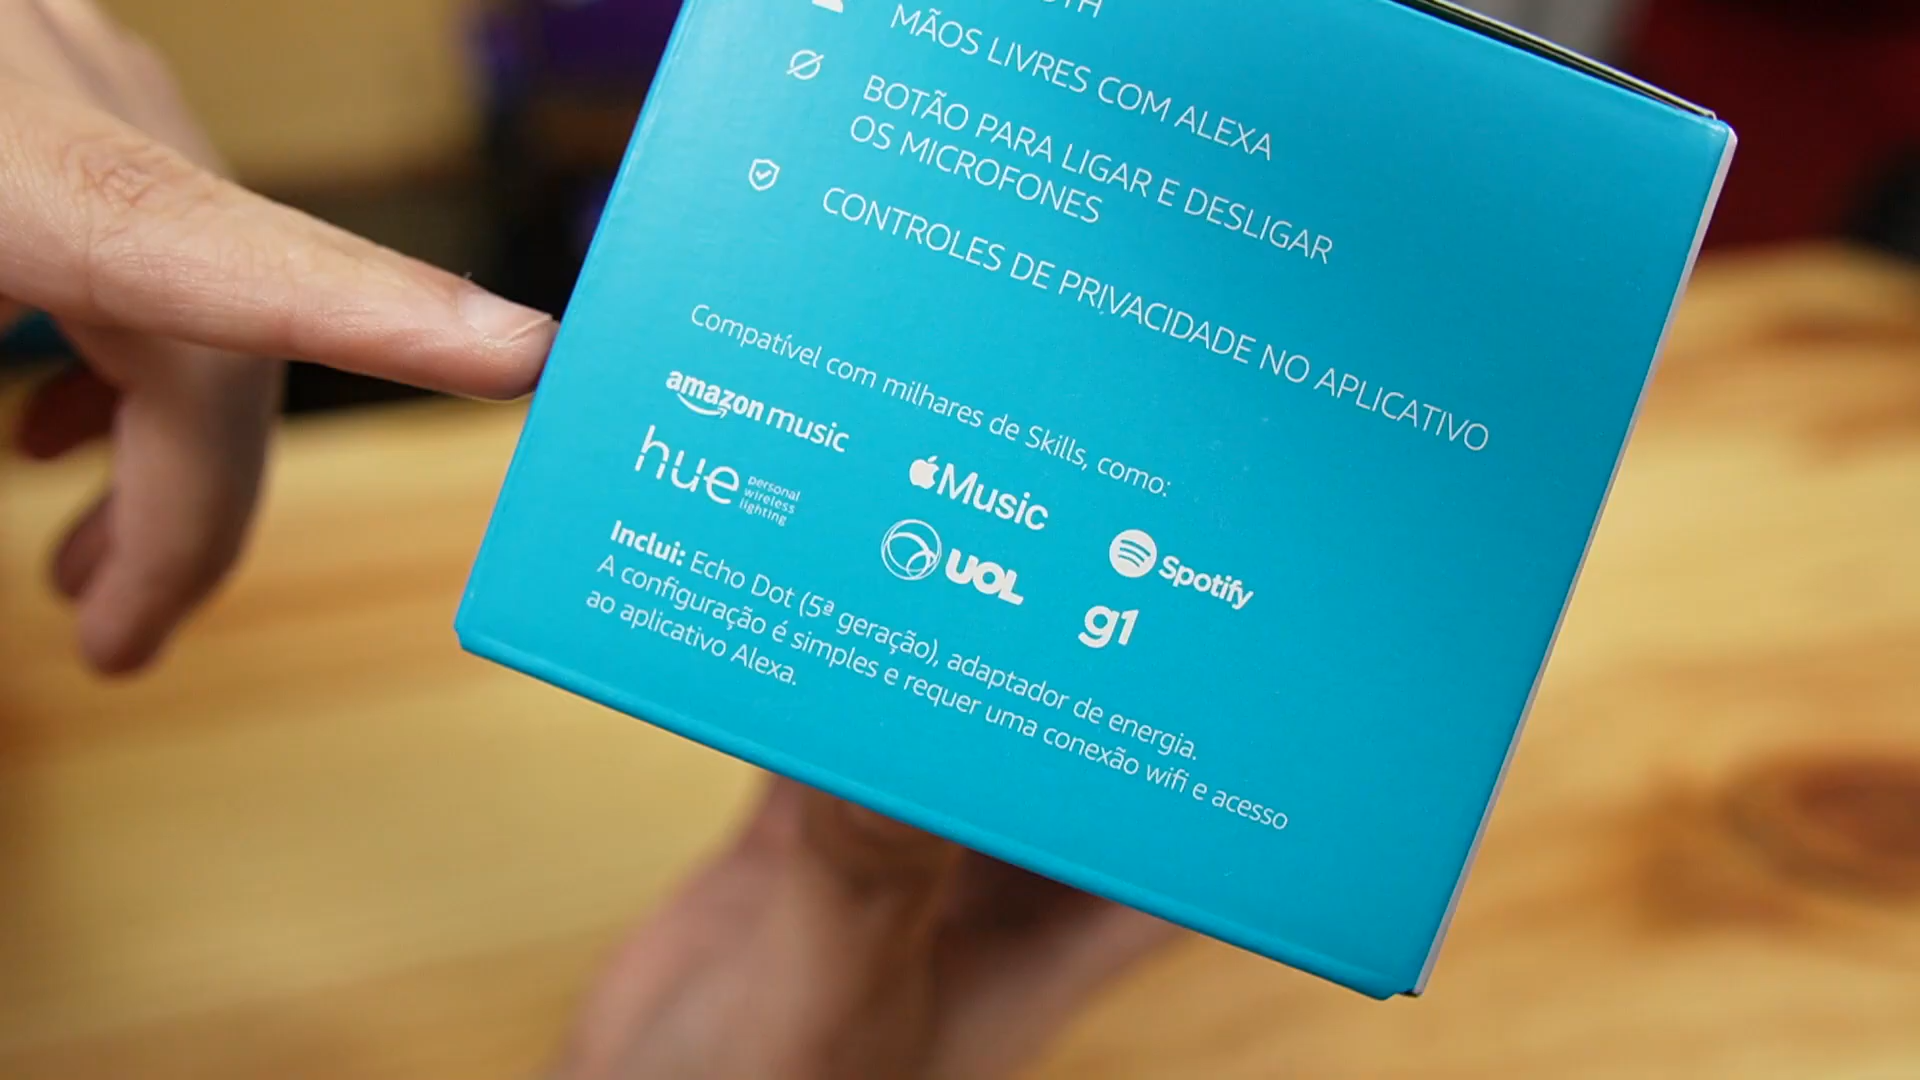 MÃOS LIVRES COM ALEXA
BOTÃO PARA LIGAR E DESLIGAR
OS MICROFONES
CONTROLES DE PRIVACIDADE NO APLICATIVO
Compatível com milhares de Skills, como:
amazon music
Music
Spotify
hue personal
wireless
lighting
UOL
g1
Inclui: Echo Dot (5ª geração), adaptador de energia.
A configuração é simples e requer uma conexão wifi e acesso
ao aplicativo Alexa.